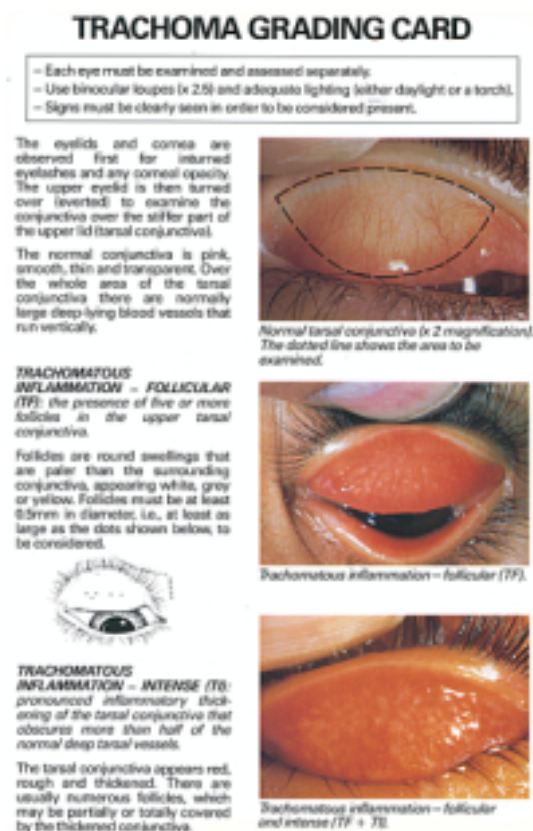 TRACHOMA GRADING CARD
– Each eye must be examined and assessed separately.
– Use binocular loupes (x 2.5) and adequate lighting (either daylight or a torch).
– Signs must be clearly seen in order to be considered present.
The eyelids and cornea are
observed first for inturned
eyelashes and any corneal opacity.
The upper eyelid is then turned
over (everted) to examine the
conjunctiva over the stiffer part of
the upper lid (tarsal conjunctiva).
The normal conjunctiva is pink,
smooth, thin and transparent. Over
the whole area of the tarsal
conjunctiva there are normally
large deep-lying blood vessels that
run vertically.
Normal tarsal conjunctiva (x 2 magnification).
The dotted line shows the area to be
examined.
TRACHOMATOUS
INFLAMMATION – FOLLICULAR
(TF): the presence of five or more
follicles in the upper tarsal
conjunctiva.
Follicles are round swellings that
are paler than the surrounding
conjunctiva, appearing white, grey
or yellow. Follicles must be at least
0.5mm in diameter, i.e., at least as
large as the dots shown below, to
be considered.
Trachomatous inflammation – follicular (TF).
TRACHOMATOUS
INFLAMMATION – INTENSE (TI):
pronounced inflammatory thick-
ening of the tarsal conjunctiva that
obscures more than half of the
normal deep tarsal vessels.
The tarsal conjunctiva appears red,
rough and thickened. There are
usually numerous follicles, which
may be partially or totally covered
by the thickened conjunctiva.
Trachomatous inflammation – follicular
and intense (TF + TI).